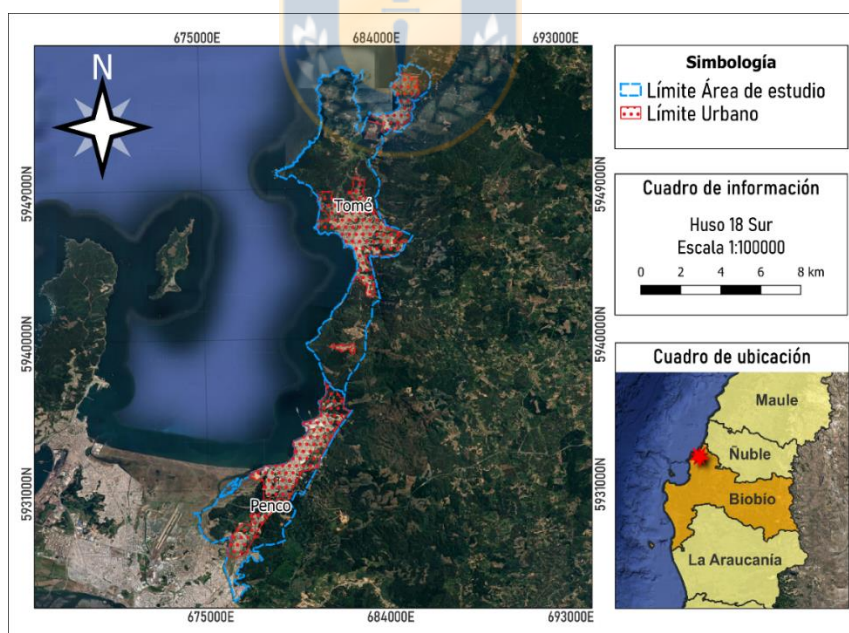 675000E 684000E 693000E
N
5949000N 5949000N
Tomé
5940000N 5940000N
Penco
5931000N 5931000N
675000E 684000E 693000E
Simbología
Límite Área de estudio
Límite Urbano
Cuadro de información
Huso 18 Sur
Escala 1:100000
0 2 4 6 8 km
Cuadro de ubicación
Maule
Ñuble
Biobío
La Araucanía